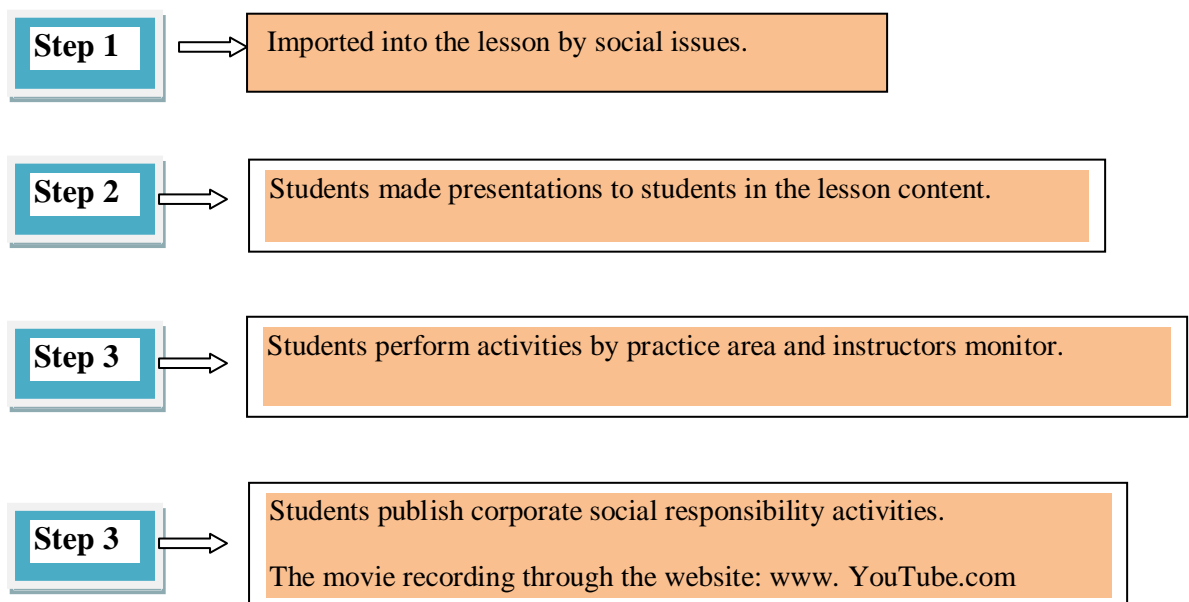 Step 1
Imported into the lesson by social issues.
Step 2
Students made presentations to students in the lesson content.
Step 3
Students perform activities by practice area and instructors monitor.
Step 3
Students publish corporate social responsibility activities.
The movie recording through the website: www. YouTube.com